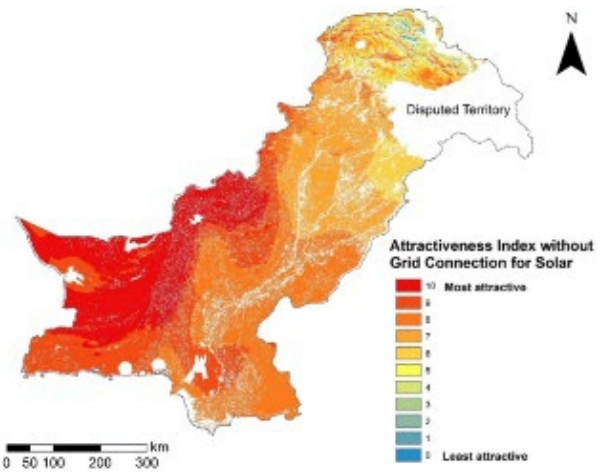 N
Disputed Territory
Attractiveness Index without
Grid Connection for Solar
10 Most attractive
9
8
7
6
5
4
3
2
1
0 Least attractive
km
0 50 100 200 300